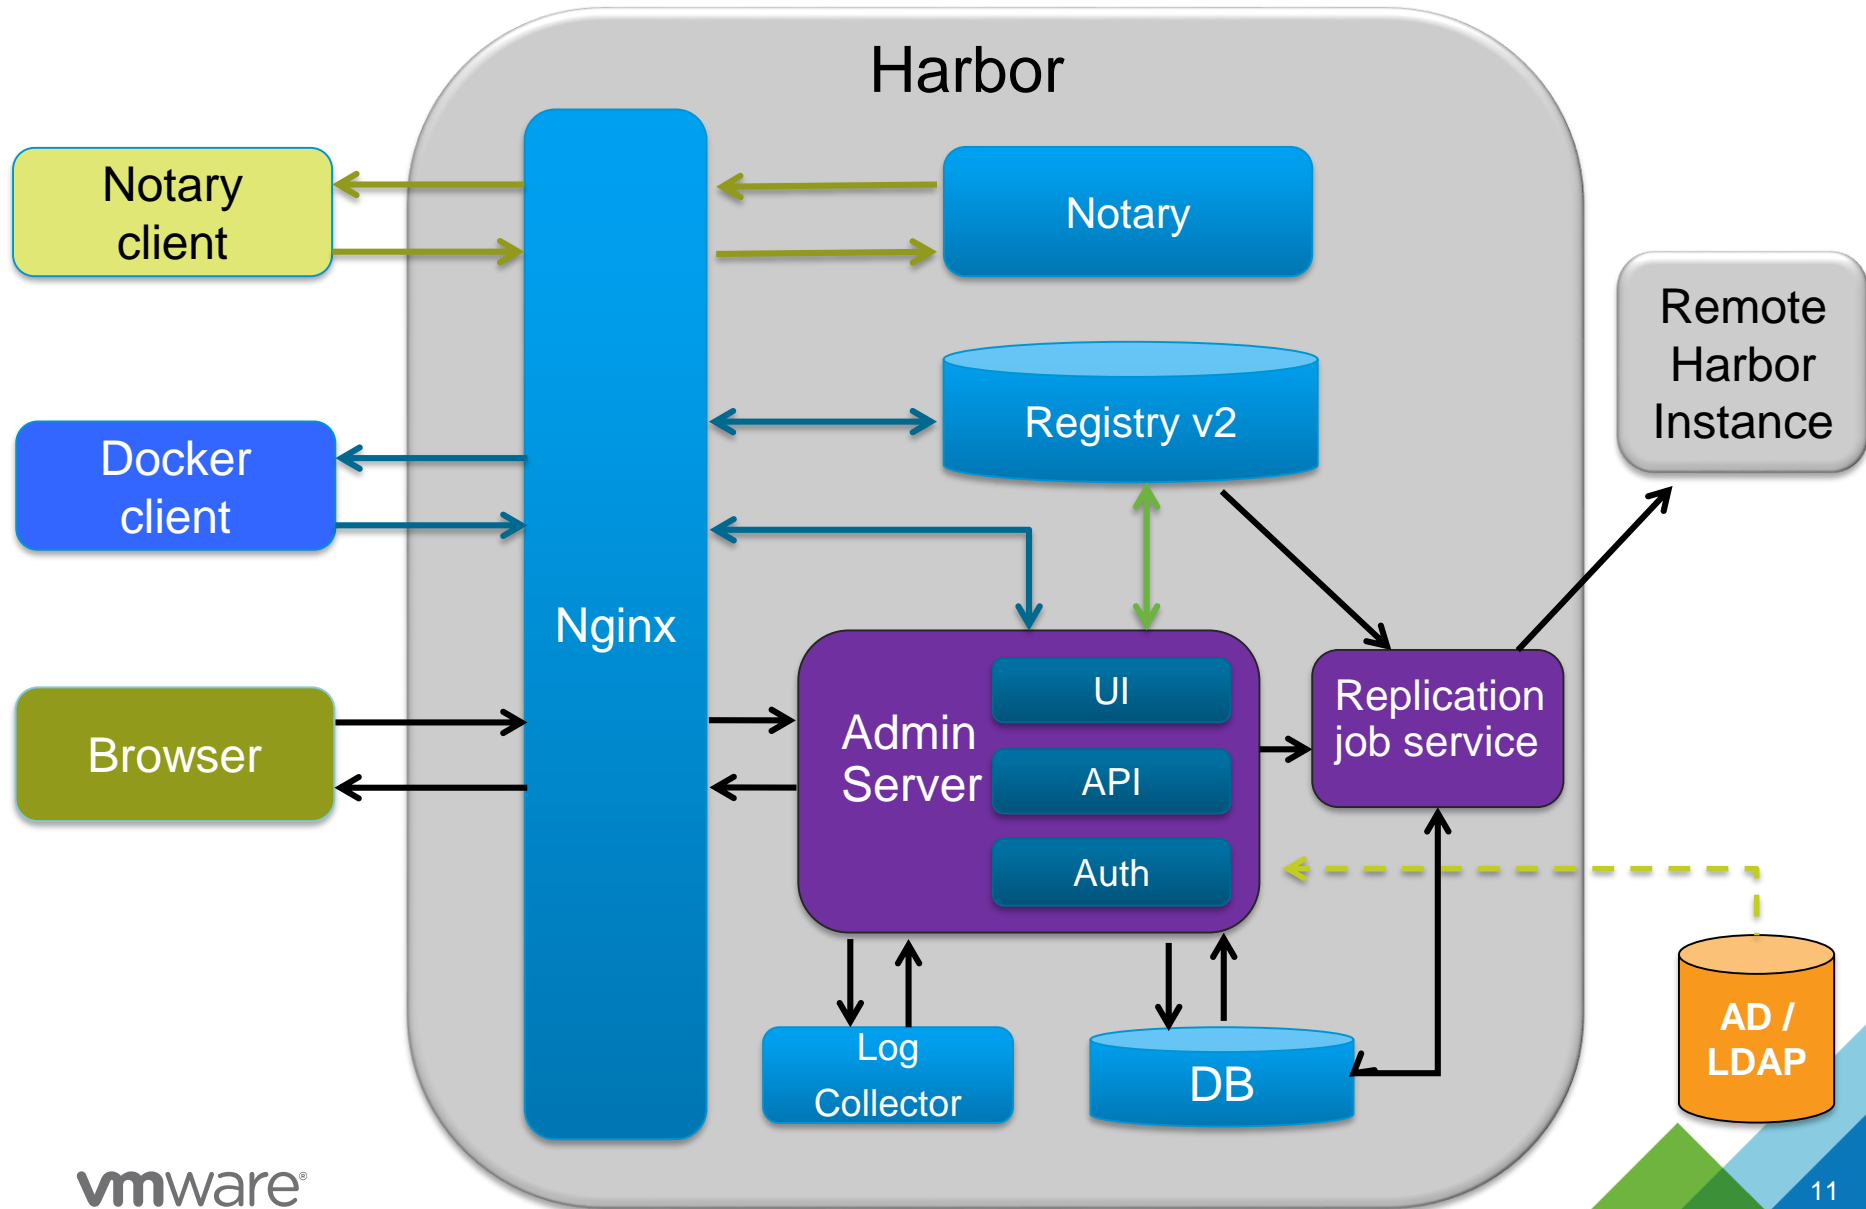 Harbor
Notary
client
Notary
Remote
Harbor
Instance
Registry v2
Docker
client
Nginx
UI
Admin
Server
API
Auth
Replication
job service
Browser
Log
Collector
DB
AD /
LDAP
vmware®
11